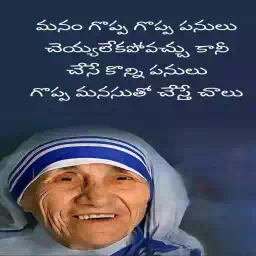 మనం గొప్ప గొప్ప పనులు
చెయ్యలేకపోవచ్చు కానీ
చేసే కొన్ని పనులు
గొప్ప మనసుతో చేస్తే చాలు